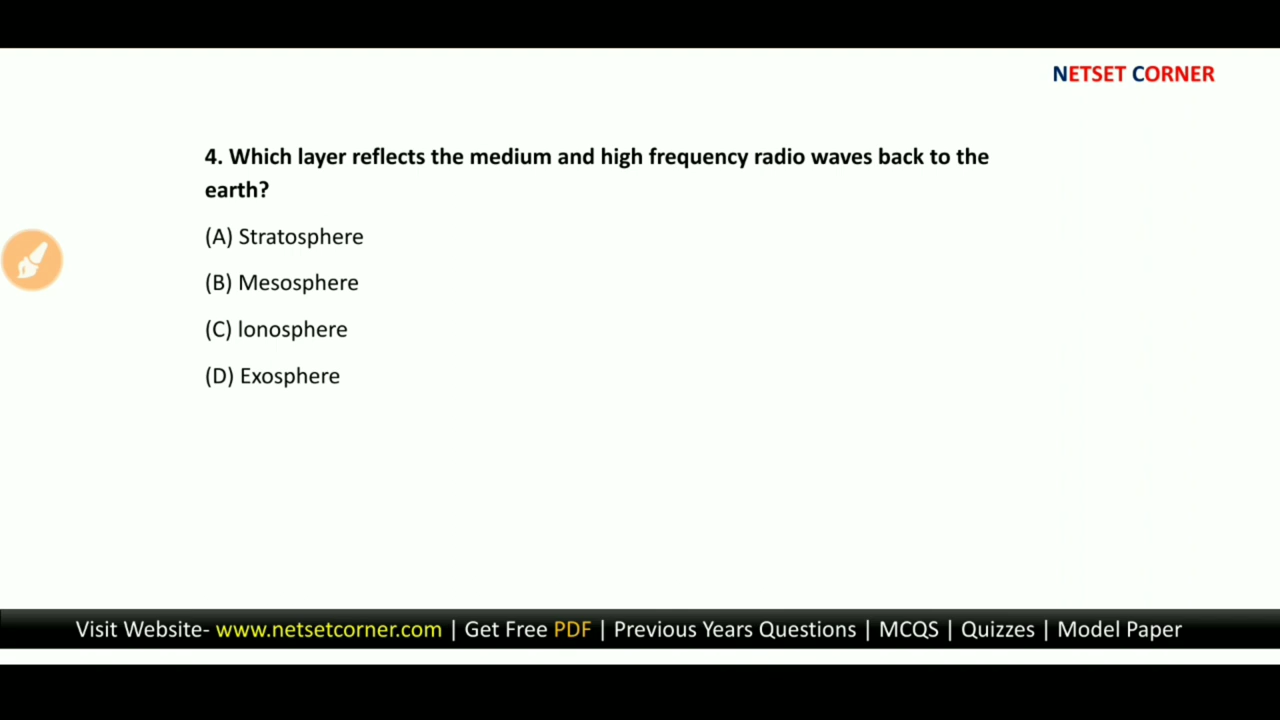 NETSET CORNER
4. Which layer reflects the medium and high frequency radio waves back to the
earth?
(A) Stratosphere
(B) Mesosphere
(C) lonosphere
(D) Exosphere
Visit Website- www.netsetcorner.com | Get Free PDF | Previous Years Questions | MCQS | Quizzes | Model Paper